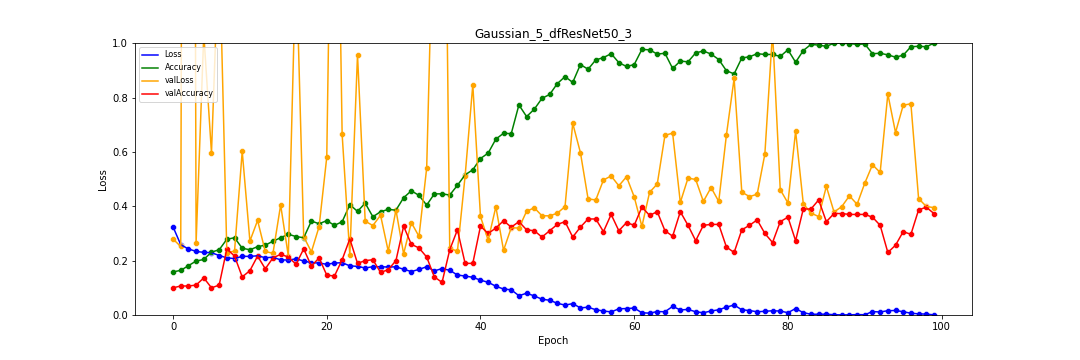 Gaussian_5_dfResNet50_3
Loss
Accuracy
valLoss
valAccuracy
1.0
0.8
0.6
0.4
0.2
0.0
Loss
0 20 40 60 80 100
Epoch